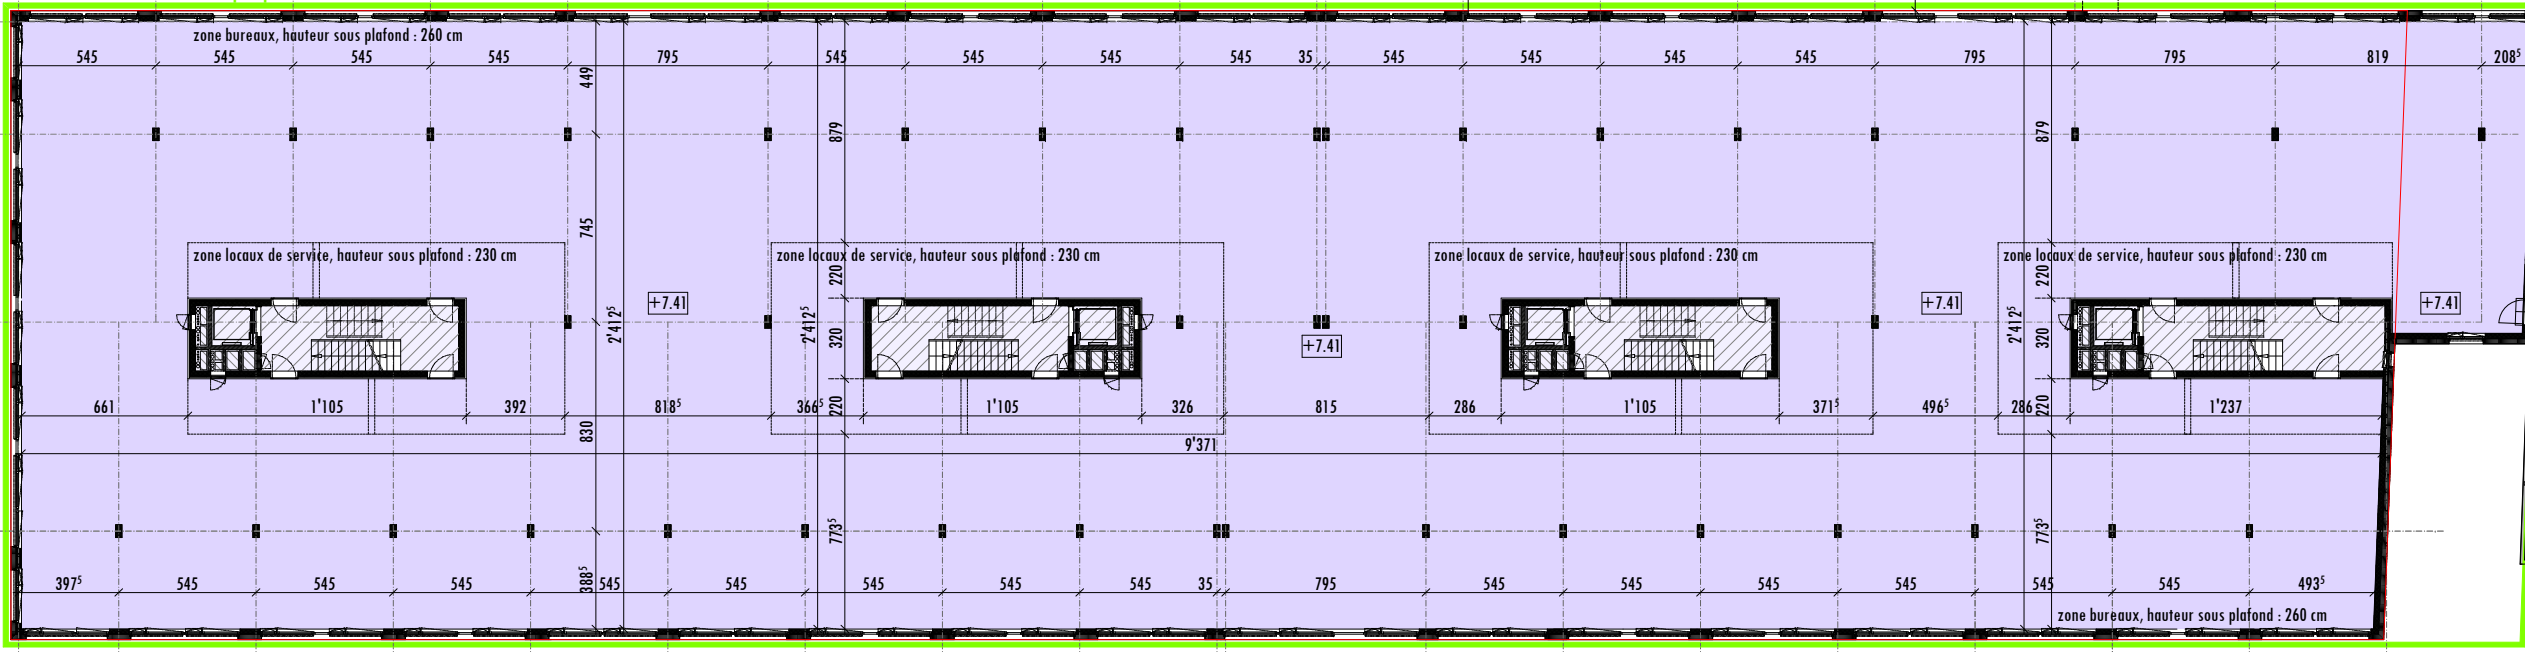 zone bureaux, hauteur sous plafond : 260 cm
545 545 545 545 795 545 545 545 545 35 545 545 545 545 795 795 819 208⁵
449
879
879
745
zone locaux de service, hauteur sous plafond : 230 cm
zone locaux de service, hauteur sous plafond : 230 cm
zone locaux de service, hauteur sous plafond : 230 cm
zone locaux de service, hauteur sous plafond : 230 cm
220
220
+7.41
+7.41
+7.41
+7.41
2'412⁵
2'412⁵
320
2'412⁵
320
661 1'105 392 818⁵ 366⁵ 1'105 326 815 286 1'105 371⁵ 496⁵ 286 1'237
220
220
830
9'371
773⁵
773⁵
388⁵
397⁵ 545 545 545 545 545 545 545 545 35 795 545 545 545 545 545 545 493⁵
zone bureaux, hauteur sous plafond : 260 cm